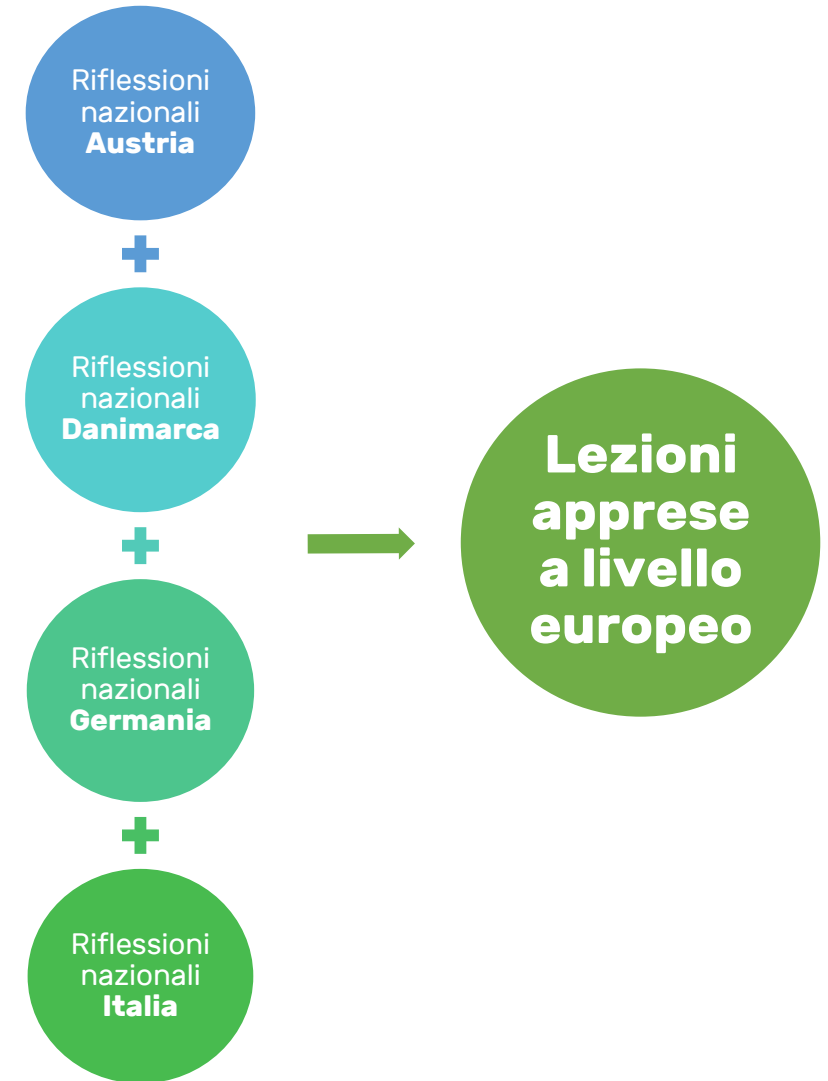 Riflessioni
nazionali
Austria
Riflessioni
nazionali
Danimarca
Riflessioni
nazionali
Germania
Riflessioni
nazionali
Italia
Lezioni
apprese
a livello
europeo